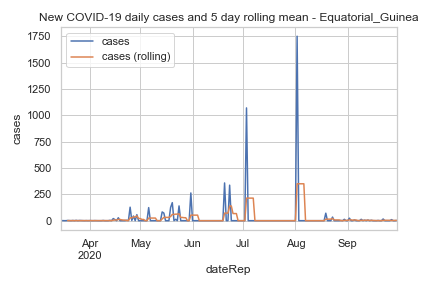 New COVID-19 daily cases and 5 day rolling mean - Equatorial_Guinea
cases
cases (rolling)
1750
1500
1250
1000
750
500
250
0
cases
Apr May Jun Jul Aug Sep
2020
dateRep